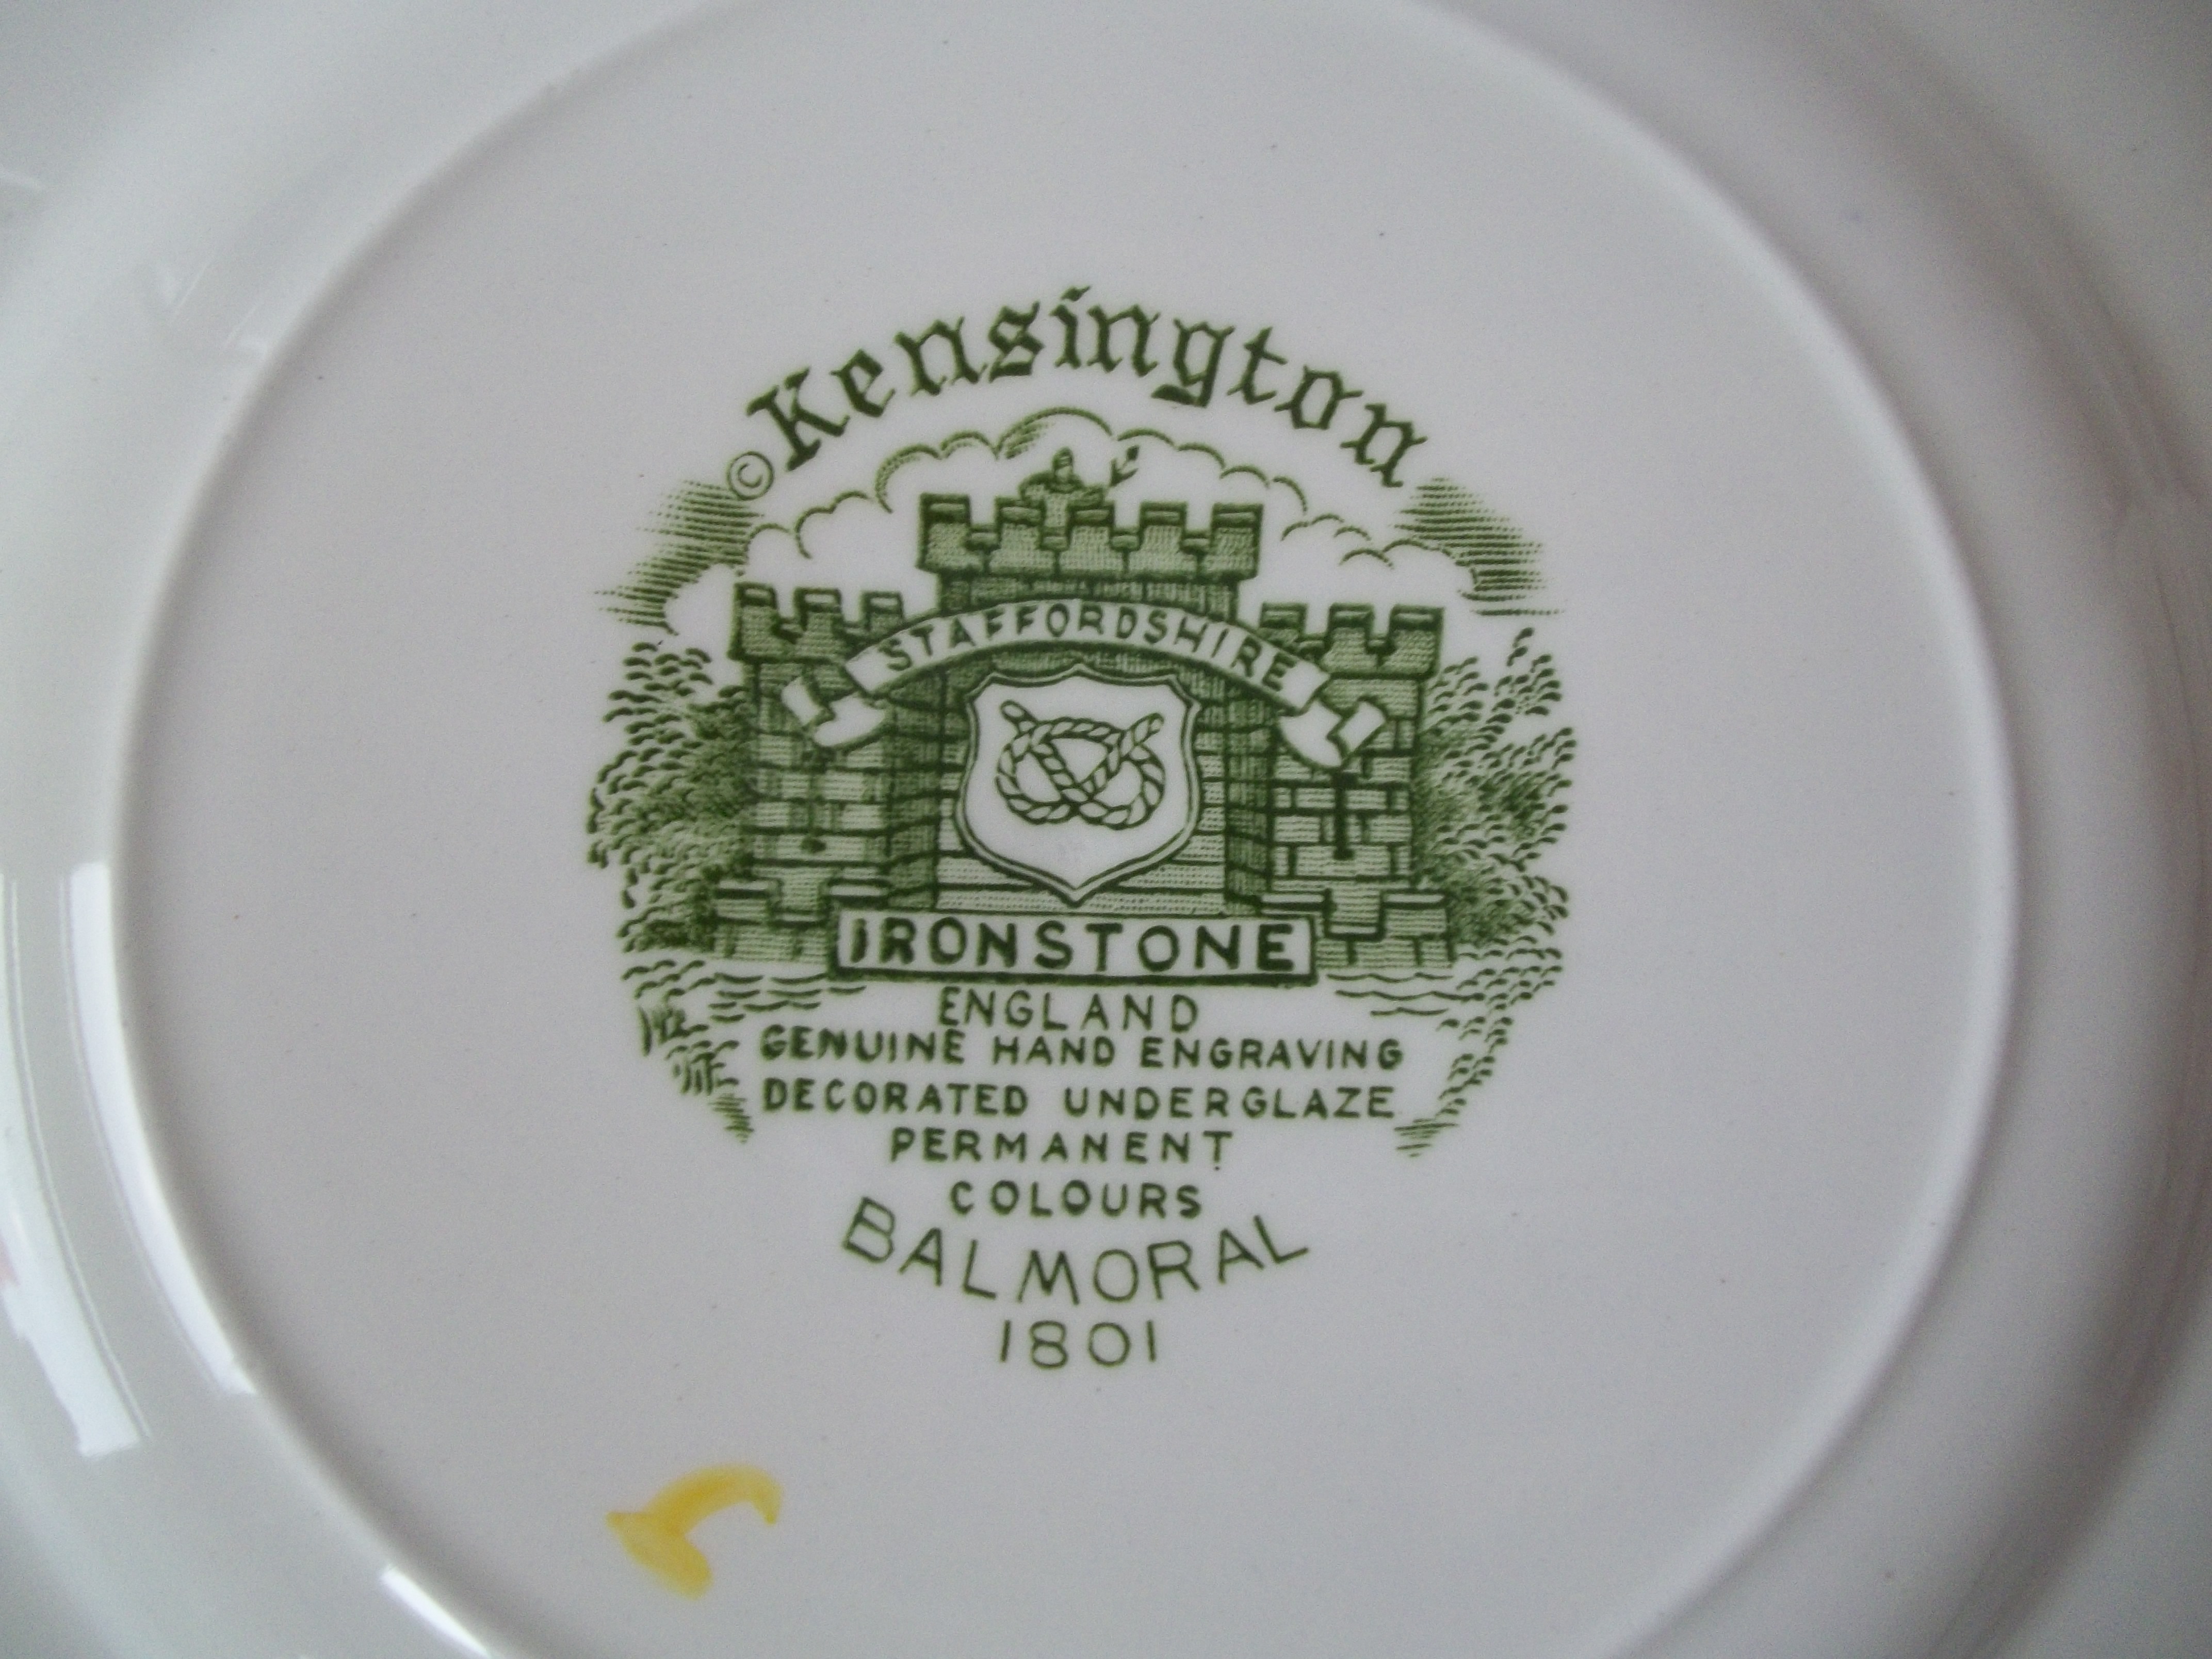 © Kensington
STAFFORDSHIRE
IRONSTONE
ENGLAND
GENUINE HAND ENGRAVING
DECORATED UNDERGLAZE
PERMANENT
COLOURS
BALMORAL
1801